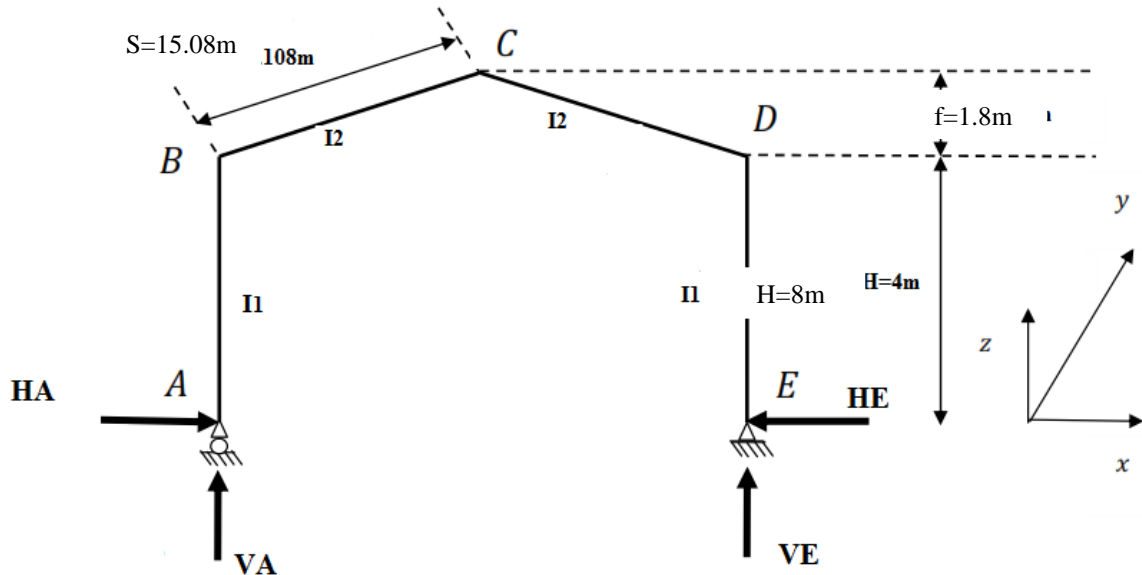 S=15.08m
108m
C
I2
I2
D
f=1.8m
B
y
I1
I1
H=8m
H=4m
z
HA
A
E
HE
x
VA
VE